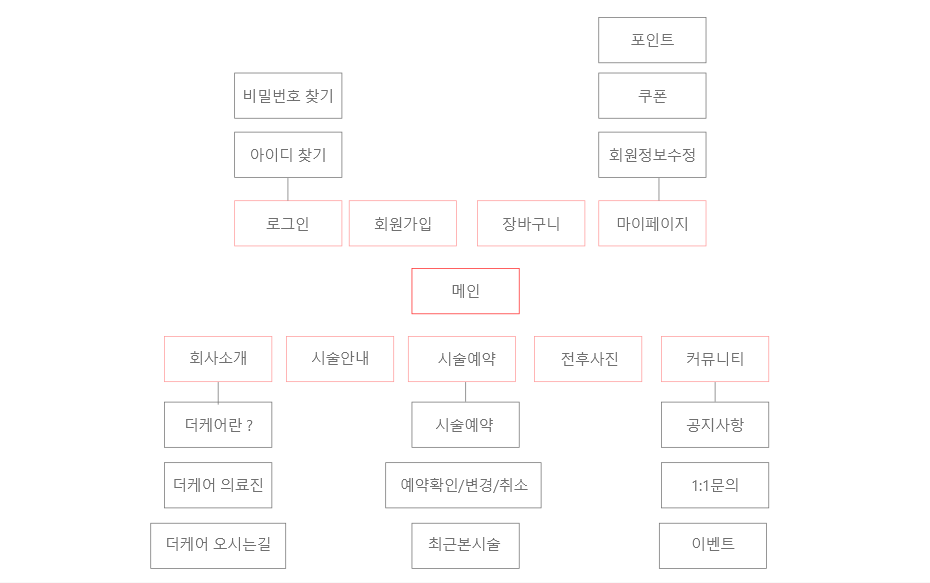 포인트
비밀번호 찾기
쿠폰
아이디 찾기
회원정보수정
로그인
회원가입
장바구니
마이페이지
메인
회사소개
시술안내
시술예약
전후사진
커뮤니티
더케어란 ?
시술예약
공지사항
더케어 의료진
예약확인/변경/취소
1:1문의
더케어 오시는길
최근본시술
이벤트